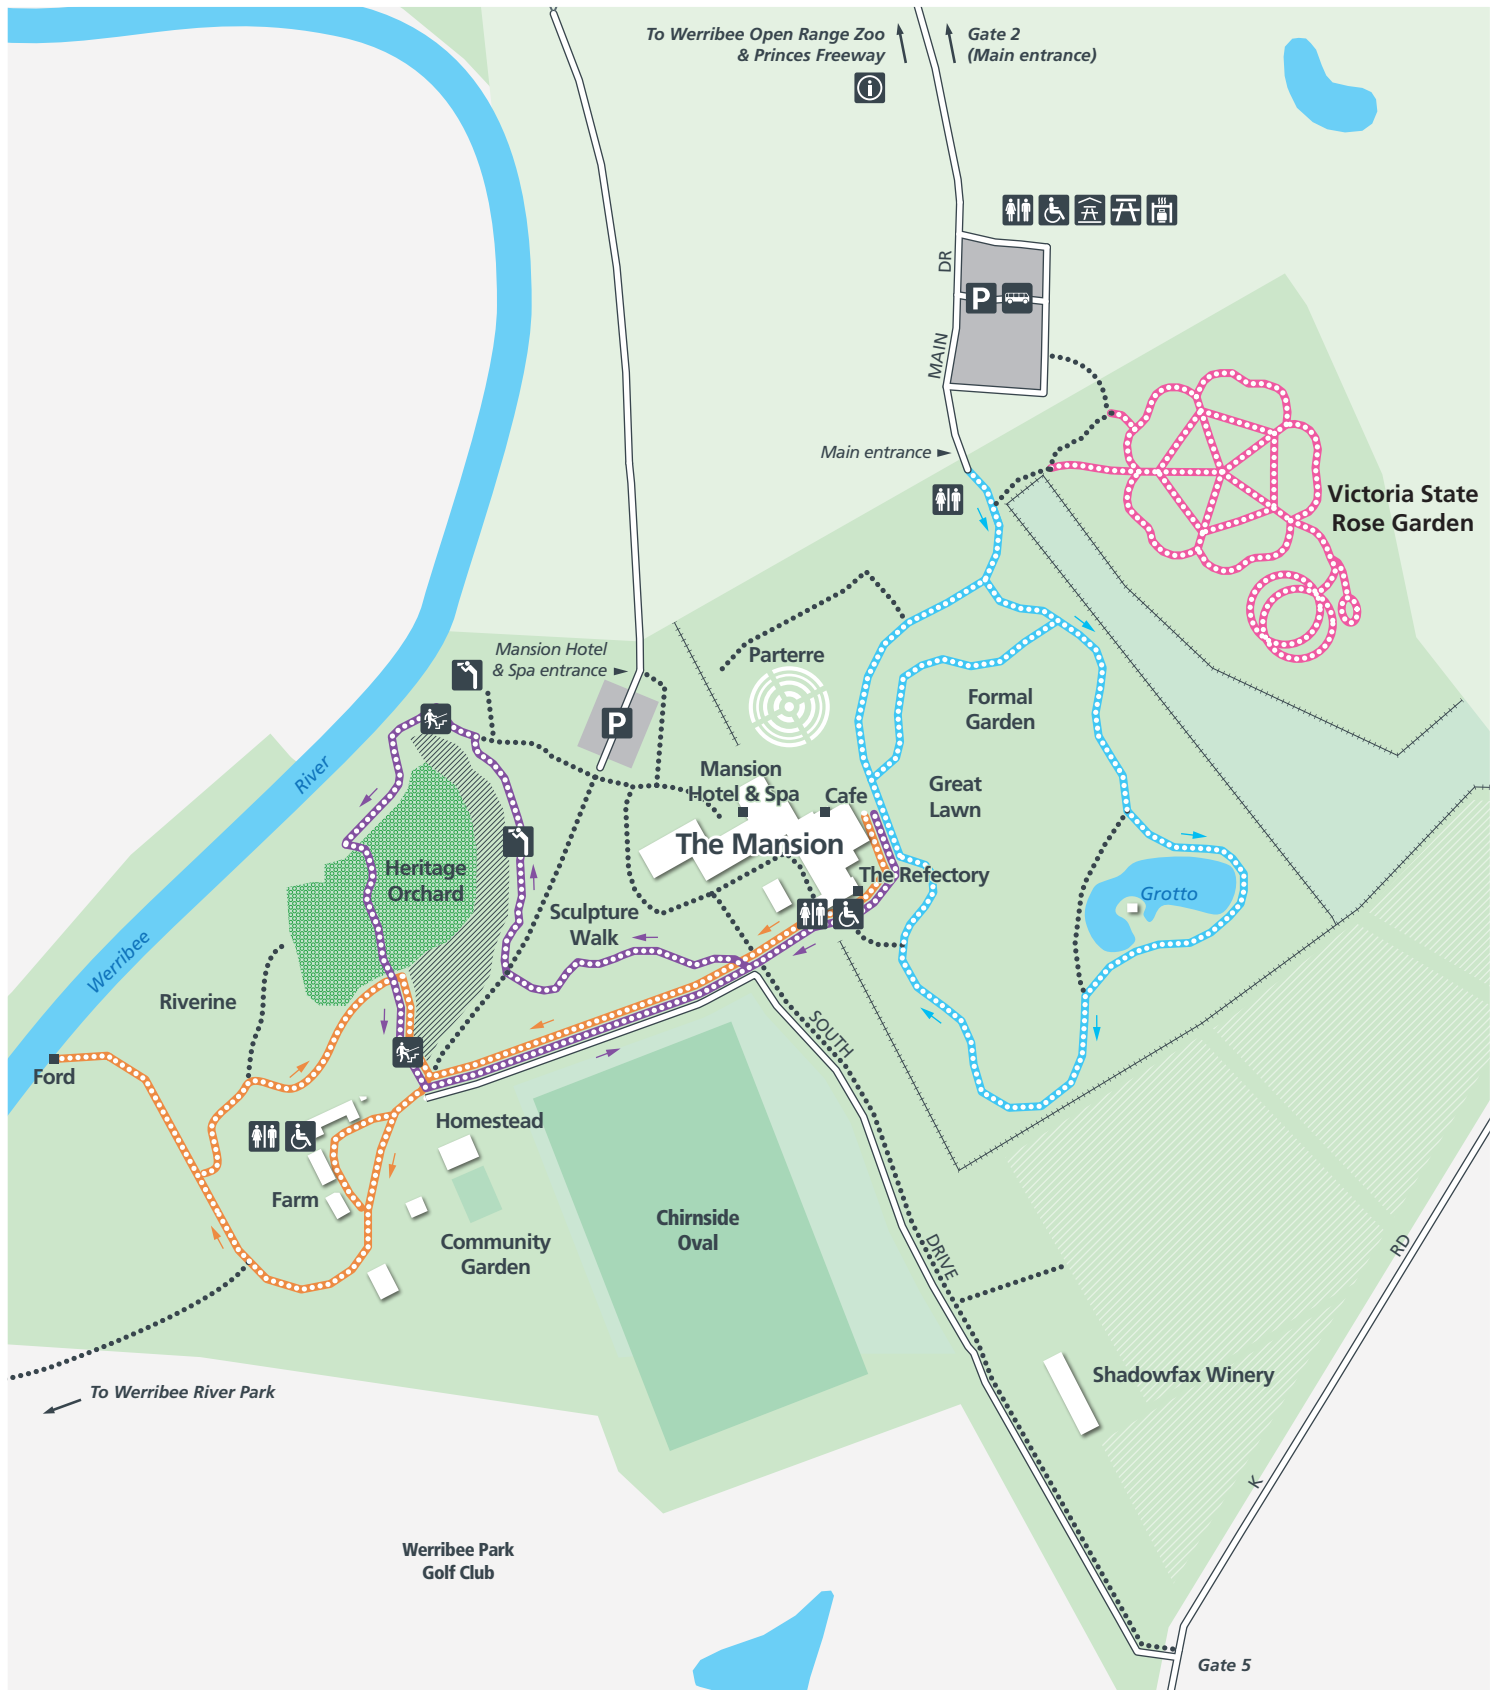 To Werribee Open Range Zoo
& Princes Freeway
Gate 2
(Main entrance)
i
DR
P
MAIN
Main entrance
Victoria State
Rose Garden
Mansion Hotel
& Spa entrance
P
Parterre
Formal
Garden
River
Mansion
Hotel & Spa
Cafe
Great
Lawn
The Mansion
Heritage
Orchard
The Refectory
Grotto
Sculpture
Walk
Werribee
Riverine
SOUTH
Ford
Homestead
Farm
Community
Garden
Chirnside
Oval
DRIVE
RD
Shadowfax Winery
To Werribee River Park
K
Werribee Park
Golf Club
Gate 5